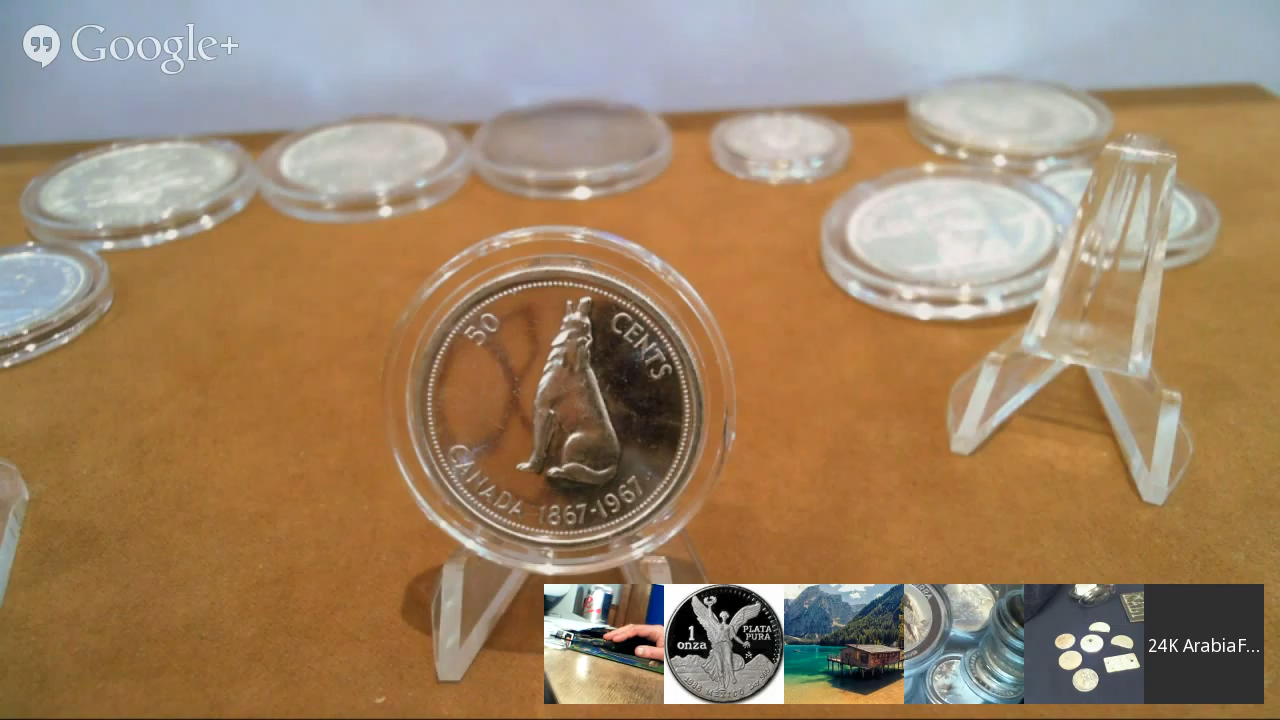 Google+
50 CENTS
CANADA 1867-1967
1
onza
PLATA
PURA
24K ArabiaF...